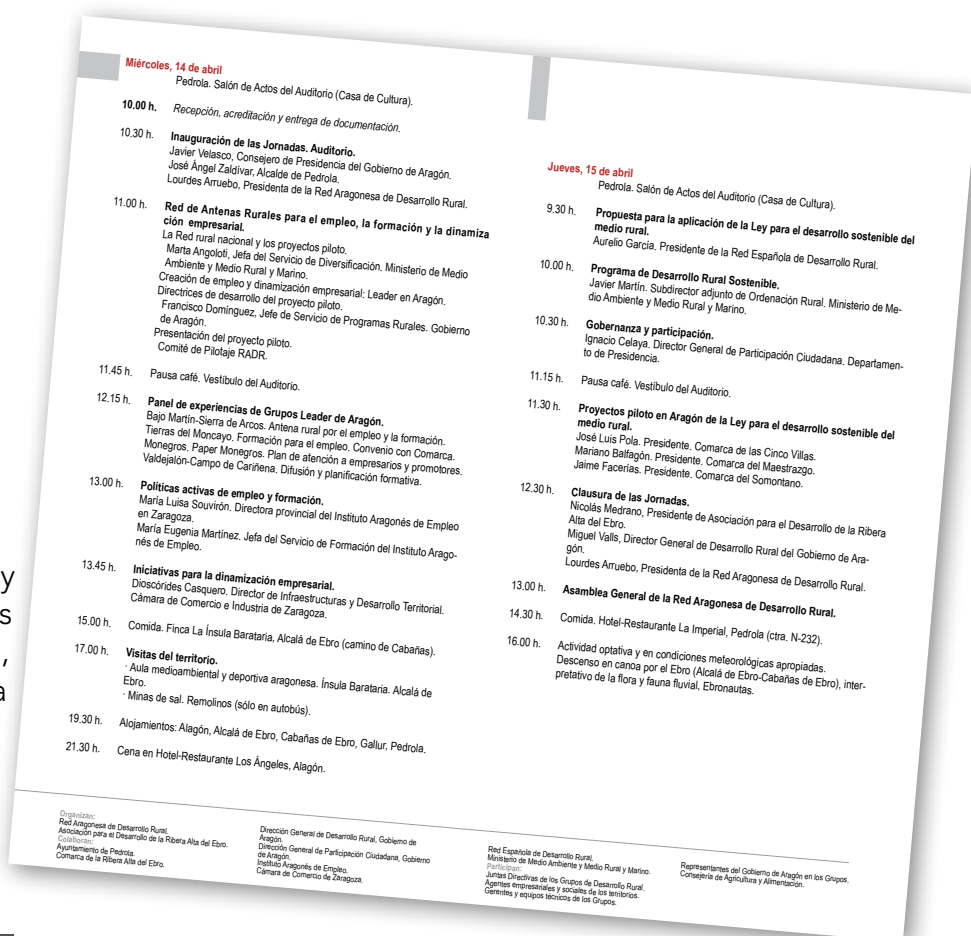 Miércoles, 14 de abril
Pedrola. Salón de Actos del Auditorio (Casa de Cultura).
10.00 h. Recepción, acreditación y entrega de documentación.
10.30 h. Inauguración de las Jornadas. Auditorio.
Javier Velasco, Consejero de Presidencia del Gobierno de Aragón.
José Ángel Zaldívar, Alcalde de Pedrola.
Lourdes Arruebo, Presidenta de la Red Aragonesa de Desarrollo Rural.
11.00 h. Red de Antenas Rurales para el empleo, la formación y la dinamiza
ción empresarial.
La Red rural nacional y los proyectos piloto.
Marta Angoloti, Jefa del Servicio de Diversificación. Ministerio de Medio
Ambiente y Medio Rural y Marino.
Creación de empleo y dinamización empresarial: Leader en Aragón.
Directrices de desarrollo del proyecto piloto.
Francisco Domínguez, Jefe de Servicio de Programas Rurales. Gobierno
de Aragón.
Presentación del proyecto piloto.
Comité de Pilotaje RADR.
11.45 h. Pausa café. Vestíbulo del Auditorio.
12.15 h. Panel de experiencias de Grupos Leader de Aragón.
Bajo Martín-Sierra de Arcos. Antena rural por el empleo y la formación.
Tierras del Moncayo. Formación para el empleo. Convenio con Comarca.
Monegros. Paper Monegros. Plan de atención a empresarios y promotores.
Valdejalón-Campo de Cariñena. Difusión y planificación formativa.
13.00 h. Políticas activas de empleo y formación.
María Luisa Souvirón. Directora provincial del Instituto Aragonés de Empleo
en Zaragoza.
María Eugenia Martínez. Jefa del Servicio de Formación del Instituto Arago-
nés de Empleo.
13.45 h. Iniciativas para la dinamización empresarial.
Dioscórides Casquero. Director de Infraestructuras y Desarrollo Territorial.
Cámara de Comercio e Industria de Zaragoza.
15.00 h. Comida. Finca La Ínsula Barataria, Alcalá de Ebro (camino de Cabañas).
17.00 h. Visitas del territorio.
· Aula medioambiental y deportiva aragonesa. Ínsula Barataria. Alcalá de
Ebro.
· Minas de sal. Remolinos (sólo en autobús).
19.30 h. Alojamientos: Alagón, Alcalá de Ebro, Cabañas de Ebro, Gallur, Pedrola.
21.30 h. Cena en Hotel-Restaurante Los Ángeles, Alagón.
Jueves, 15 de abril
Pedrola. Salón de Actos del Auditorio (Casa de Cultura).
9.30 h. Propuesta para la aplicación de la Ley para el desarrollo sostenible del
medio rural.
Aurelio García. Presidente de la Red Española de Desarrollo Rural.
10.00 h. Programa de Desarrollo Rural Sostenible.
Javier Martín. Subdirector adjunto de Ordenación Rural. Ministerio de Me-
dio Ambiente y Medio Rural y Marino.
10.30 h. Gobernanza y participación.
Ignacio Celaya. Director General de Participación Ciudadana. Departamen-
to de Presidencia.
11.15 h. Pausa café. Vestíbulo del Auditorio.
11.30 h. Proyectos piloto en Aragón de la Ley para el desarrollo sostenible del
medio rural.
José Luis Pola. Presidente. Comarca de las Cinco Villas.
Mariano Balfagón. Presidente. Comarca del Maestrazgo.
Jaime Facerías. Presidente. Comarca del Somontano.
12.30 h. Clausura de las Jornadas.
Nicolás Medrano, Presidente de Asociación para el Desarrollo de la Ribera
Alta del Ebro.
Miguel Valls, Director General de Desarrollo Rural del Gobierno de Ara-
gón.
Lourdes Arruebo, Presidenta de la Red Aragonesa de Desarrollo Rural.
13.00 h. Asamblea General de la Red Aragonesa de Desarrollo Rural.
14.30 h. Comida. Hotel-Restaurante La Imperial, Pedrola (ctra. N-232).
16.00 h. Actividad optativa y en condiciones meteorológicas apropiadas.
Descenso en canoa por el Ebro (Alcalá de Ebro-Cabañas de Ebro), inter-
pretativo de la flora y fauna fluvial, Ebronautas.
Organizan:
Red Aragonesa de Desarrollo Rural.
Asociación para el Desarrollo de la Ribera Alta del Ebro.
Colaboran:
Ayuntamiento de Pedrola.
Comarca de la Ribera Alta del Ebro.
Dirección General de Desarrollo Rural, Gobierno de
Aragón.
Dirección General de Participación Ciudadana, Gobierno
de Aragón.
Instituto Aragonés de Empleo.
Cámara de Comercio de Zaragoza.
Red Española de Desarrollo Rural.
Ministerio de Medio Ambiente y Medio Rural y Marino.
Participan:
Juntas Directivas de los Grupos de Desarrollo Rural.
Agentes empresariales y sociales de los territorios.
Gerentes y equipos técnicos de los Grupos.
Representantes del Gobierno de Aragón en los Grupos.
Consejería de Agricultura y Alimentación.
y
s
,
a